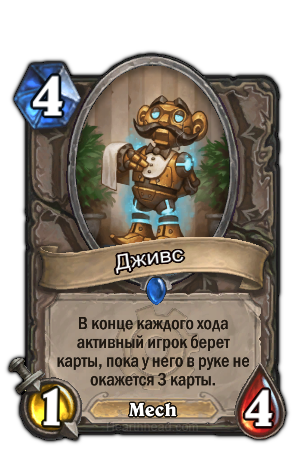 4
Дживс
В конце каждого хода
активный игрок берет
карты, пока у него в руке не
окажется 3 карты.
1
Mech
4